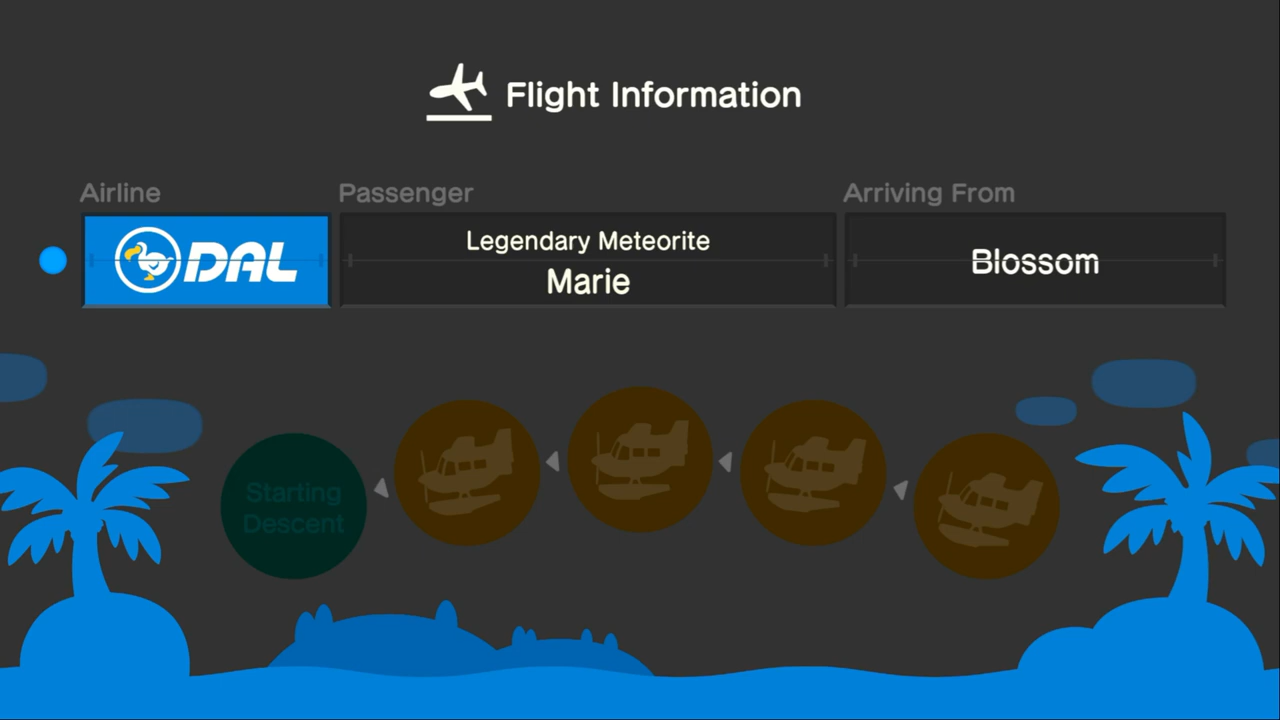 Flight Information
Airline
Passenger
Arriving From
DAL
Legendary Meteorite
Marie
Blossom
Starting
Descent